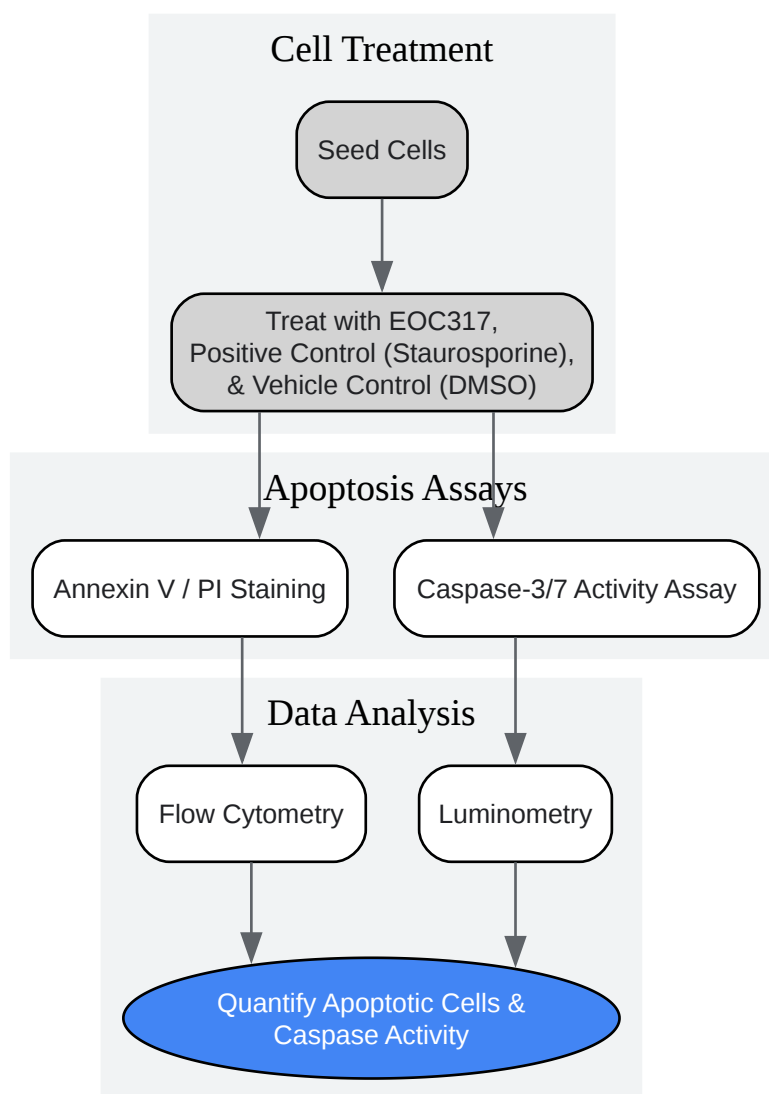 Cell Treatment
Seed Cells
Treat with EOC317,
Positive Control (Staurosporine),
& Vehicle Control (DMSO)
Apoptosis Assays
Annexin V / PI Staining
Caspase-3/7 Activity Assay
Data Analysis
Flow Cytometry
Luminometry
Quantify Apoptotic Cells &
Caspase Activity